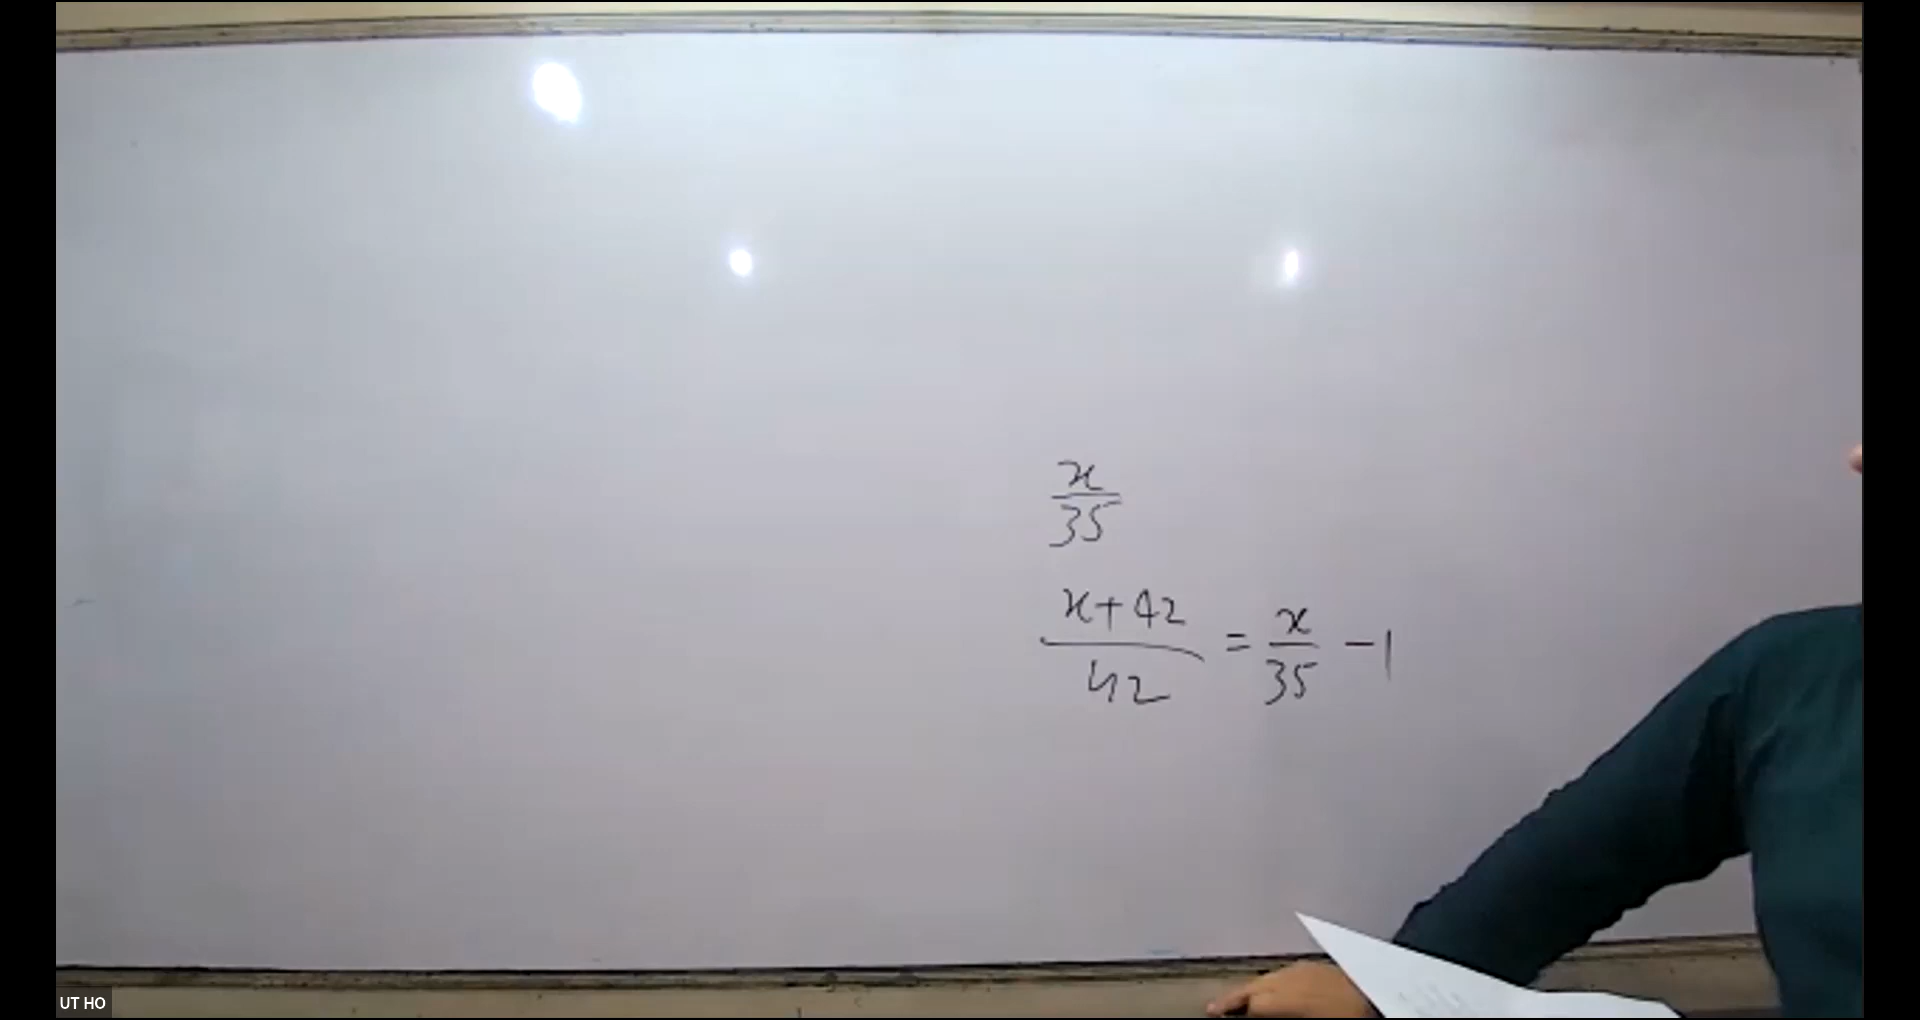 x/35
(x+42)/42 = x/35 - 1
UT HO